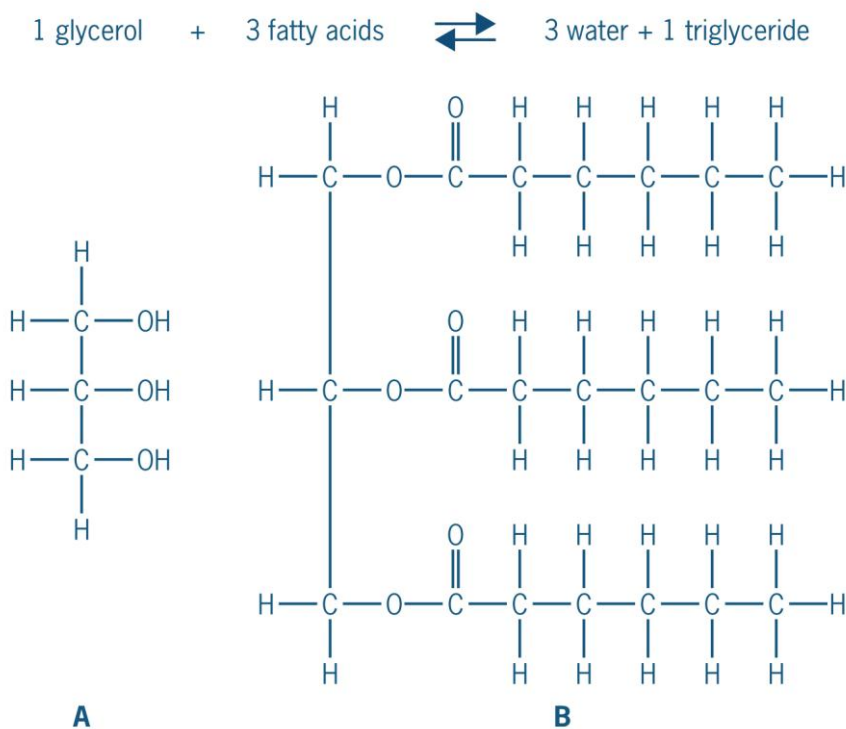 1 glycerol + 3 fatty acids ⇌ 3 water + 1 triglyceride
H O H H H H H
H C O C C C C C C H
H H H H H
H
H C OH
O H H H H H
H C OH H C O C C C C C C H
H C OH
H H H H H
H
O H H H H H
H C O C C C C C C H
H H H H H H
A B